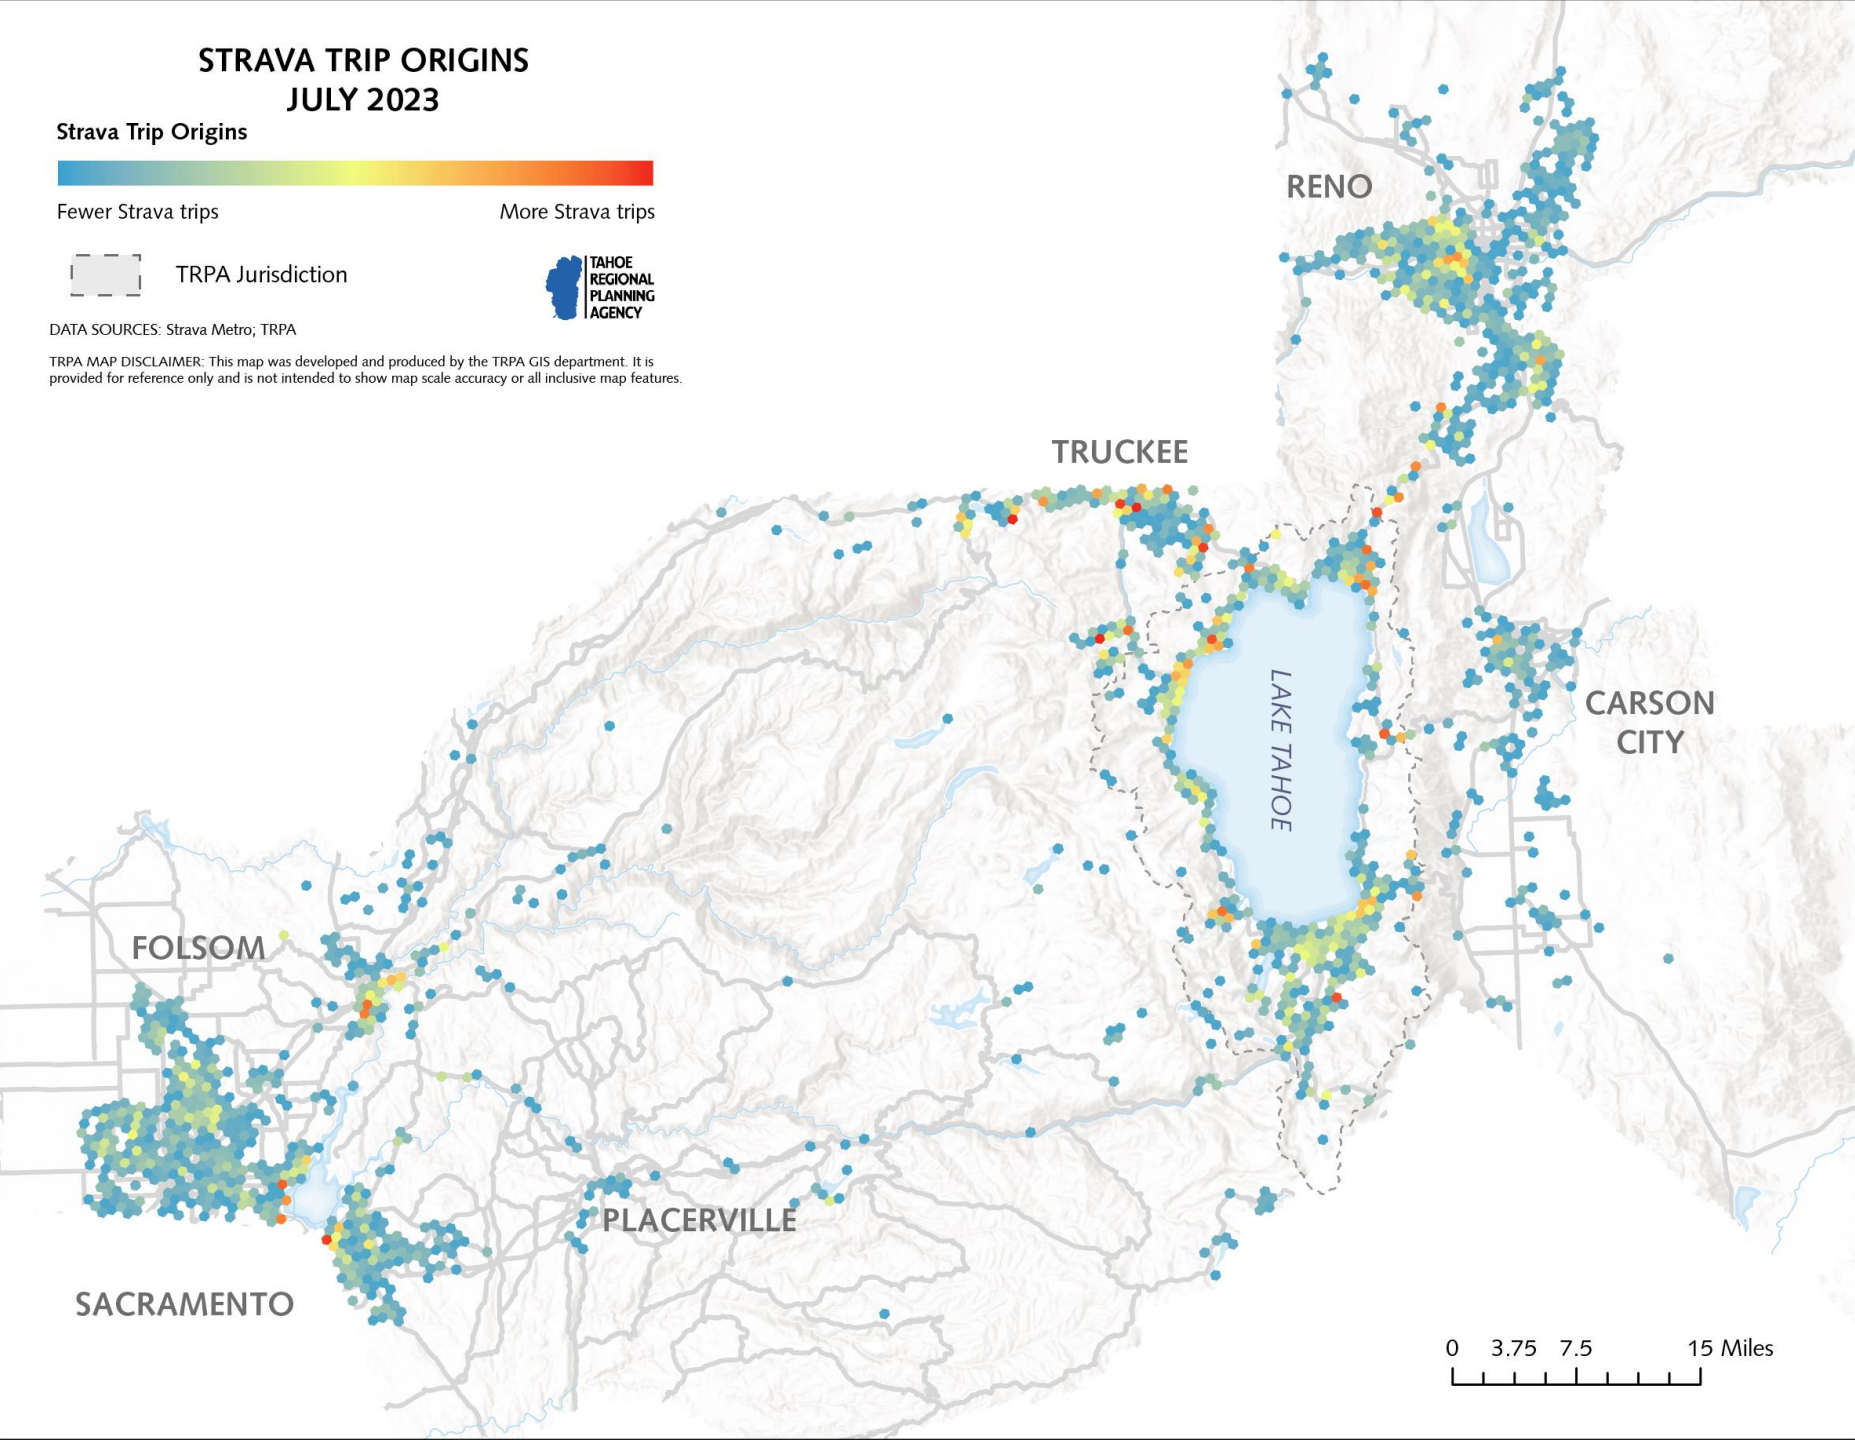 STRAVA TRIP ORIGINS
JULY 2023
Strava Trip Origins
Fewer Strava trips
More Strava trips
TRPA Jurisdiction
TAHOE
REGIONAL
PLANNING
AGENCY
DATA SOURCES: Strava Metro; TRPA
TRPA MAP DISCLAIMER: This map was developed and produced by the TRPA GIS department. It is
provided for reference only and is not intended to show map scale accuracy or all inclusive map features.
RENO
TRUCKEE
LAKE TAHOE
CARSON
CITY
FOLSOM
PLACERVILLE
SACRAMENTO
0 3.75 7.5 15 Miles